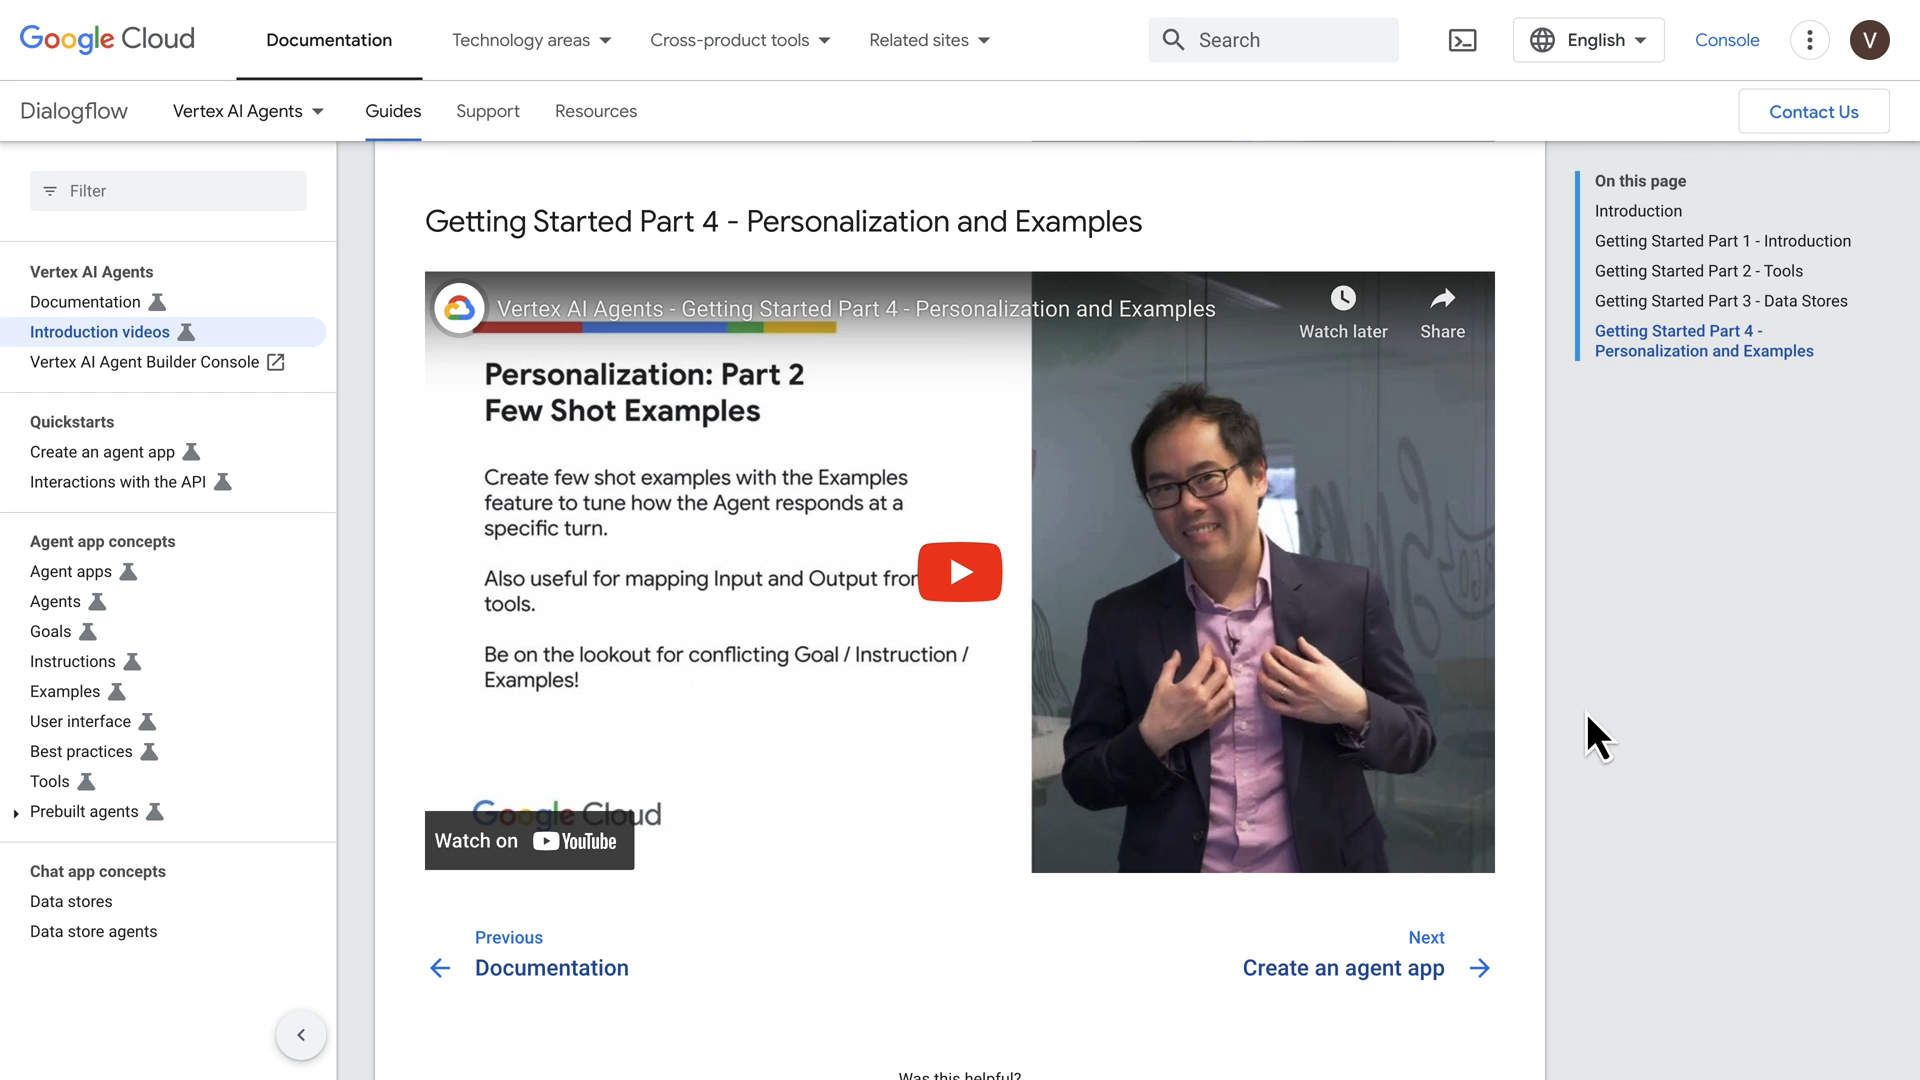 Google Cloud
Documentation
Technology areas
Cross-product tools
Related sites
Search
English
Console
V
Dialogflow
Vertex AI Agents
Guides
Support
Resources
Contact Us
Filter
Vertex AI Agents
Documentation
Introduction videos
Vertex AI Agent Builder Console
Quickstarts
Create an agent app
Interactions with the API
Agent app concepts
Agent apps
Agents
Goals
Instructions
Examples
User interface
Best practices
Tools
Prebuilt agents
Chat app concepts
Data stores
Data store agents
Getting Started Part 4 - Personalization and Examples
Vertex AI Agents - Getting Started Part 4 - Personalization and Examples
Watch later
Share
Personalization: Part 2
Few Shot Examples
Create few shot examples with the Examples
feature to tune how the Agent responds at a
specific turn.
Also useful for mapping Input and Output
tools.
Be on the lookout for conflicting Goal / Instruction /
Examples!
Google Cloud
Watch on YouTube
Previous
Documentation
Next
Create an agent app
Was this helpful?
On this page
Introduction
Getting Started Part 1 - Introduction
Getting Started Part 2 - Tools
Getting Started Part 3 - Data Stores
Getting Started Part 4 -
Personalization and Examples